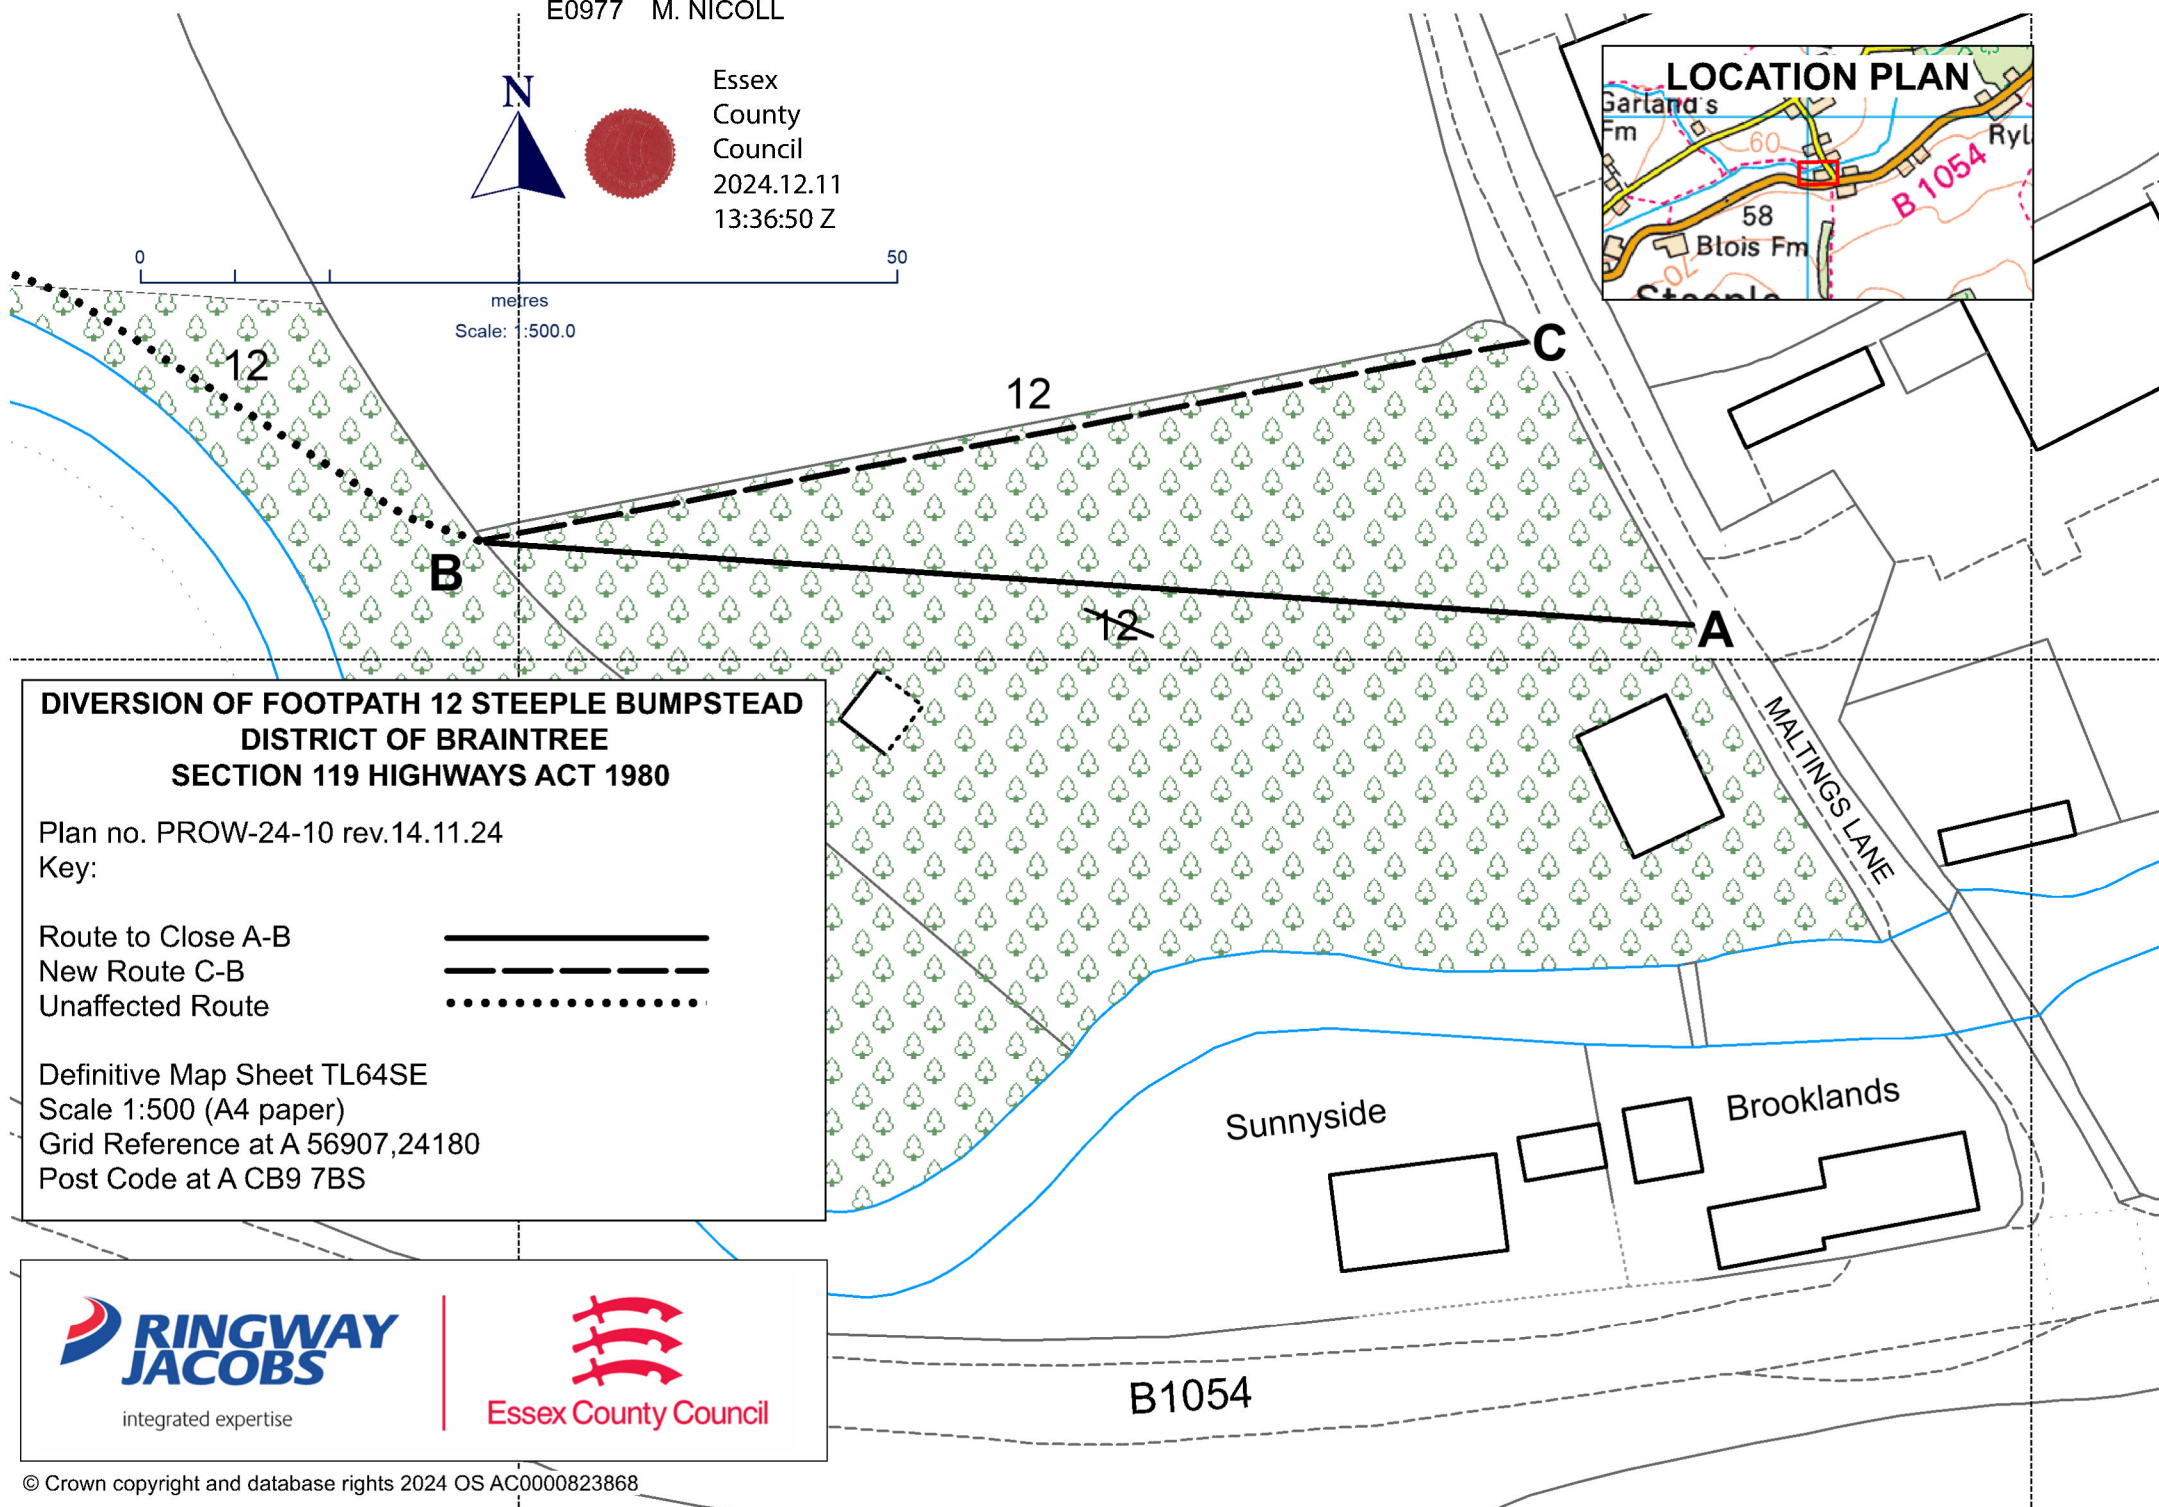 E0977 M. NICOLL
N
Essex
County
Council
2024.12.11
13:36:50 Z
0
50
metres
Scale: 1:500.0
LOCATION PLAN
Garland's
Fm
60
Ryl
B 1054
58
Blois Fm
70
12
12
C
B
12
A
MALTINGS LANE
DIVERSION OF FOOTPATH 12 STEEPLE BUMPSTEAD
DISTRICT OF BRAINTREE
SECTION 119 HIGHWAYS ACT 1980
Plan no. PROW-24-10 rev.14.11.24
Key:
Route to Close A-B
New Route C-B
Unaffected Route
Definitive Map Sheet TL64SE
Scale 1:500 (A4 paper)
Grid Reference at A 56907,24180
Post Code at A CB9 7BS
Sunnyside
Brooklands
RINGWAY
JACOBS
integrated expertise
Essex County Council
B1054
© Crown copyright and database rights 2024 OS AC0000823868